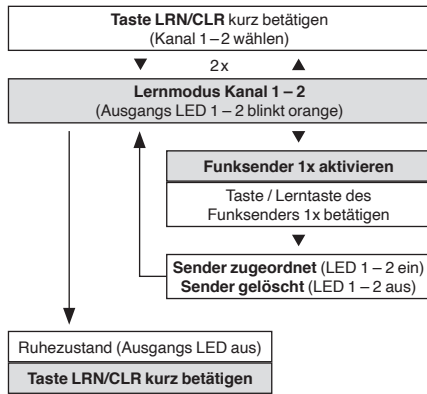 Taste LRN/CLR kurz betätigen
(Kanal 1 – 2 wählen)
2 x
Lernmodus Kanal 1 – 2
(Ausgangs LED 1 – 2 blinkt orange)
Funksender 1x aktivieren
Taste / Lerntaste des
Funksenders 1x betätigen
Sender zugeordnet (LED 1 – 2 ein)
Sender gelöscht (LED 1 – 2 aus)
Ruhezustand (Ausgangs LED aus)
Taste LRN/CLR kurz betätigen